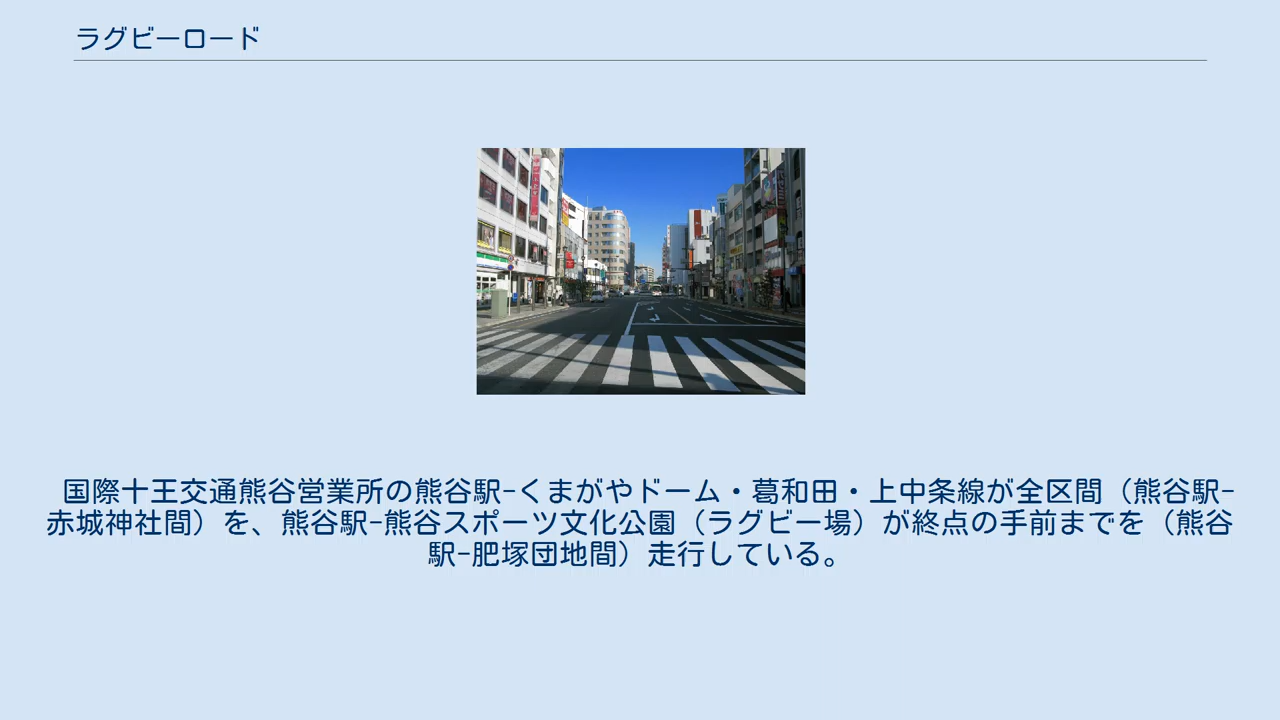 ラグビーロード
国際十王交通熊谷営業所の熊谷駅-くまがやドーム・葛和田・上中条線が全区間（熊谷駅-
赤城神社間）を、熊谷駅-熊谷スポーツ文化公園（ラグビー場）が終点の手前までを（熊谷
駅-肥塚団地間）走行している。